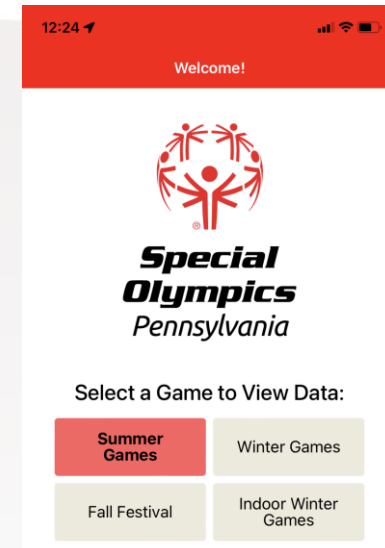 12:24
Welcome!
®
Special
Olympics
Pennsylvania
Select a Game to View Data:
Summer
Games
Winter Games
Fall Festival
Indoor Winter
Games